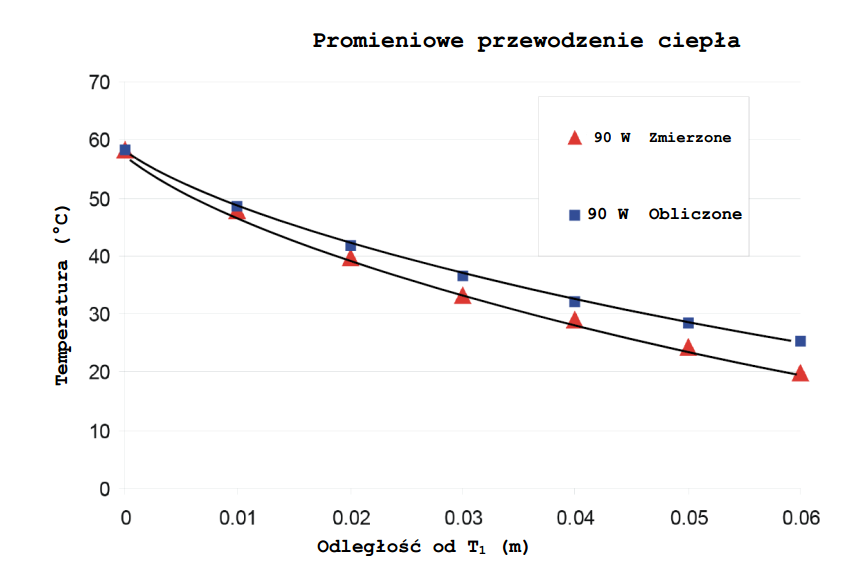 Promieniowe przewodzenie ciepła
70
60
50
40
30
20
10
0
Temperatura (°C)
90 W Zmierzone
90 W Obliczone
0 0.01 0.02 0.03 0.04 0.05 0.06
Odległość od T₁ (m)